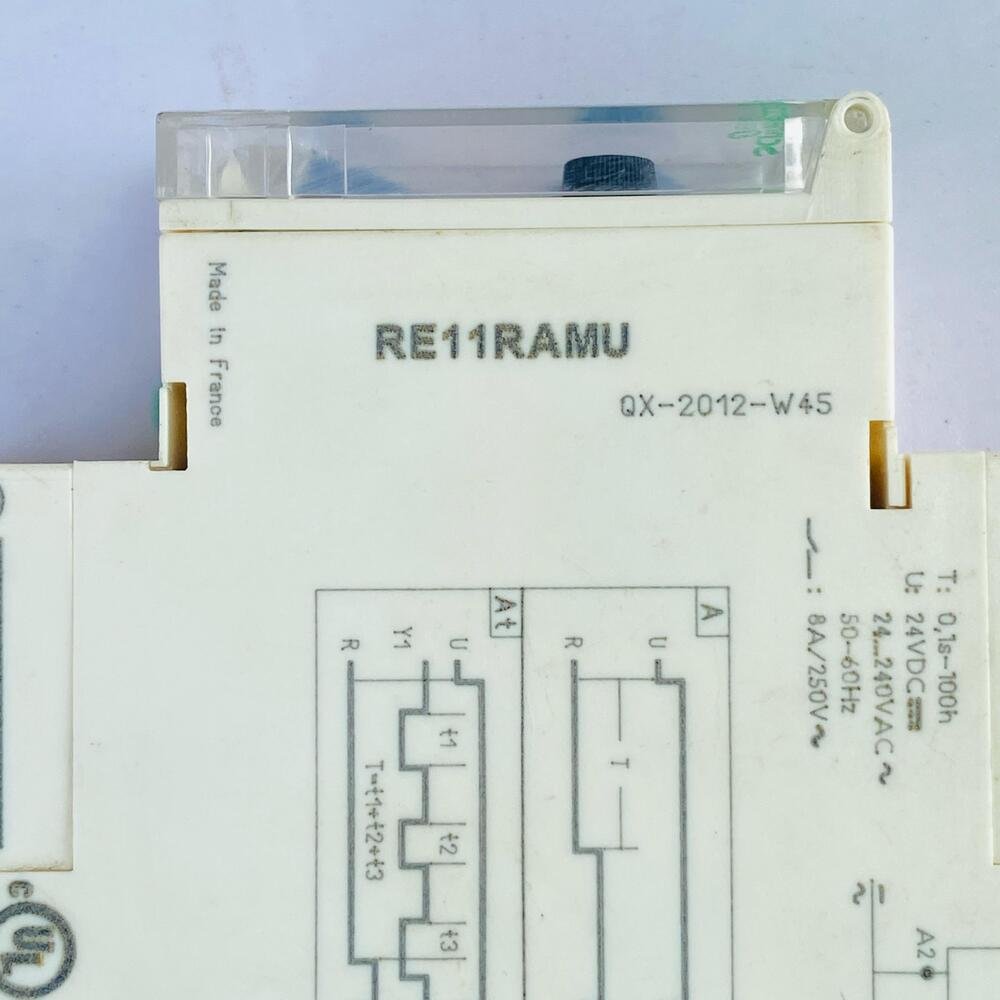 RE11RAMU
QX-2012-W45
Made in France
T: 0,1s-100h
U: 24VDC
24...240VAC~
50-60Hz
: 8A/250V~
At
A
R
Y1
U
R
U
t1
t2
t3
T=t1+t2+t3
T
c
UL
A2
~